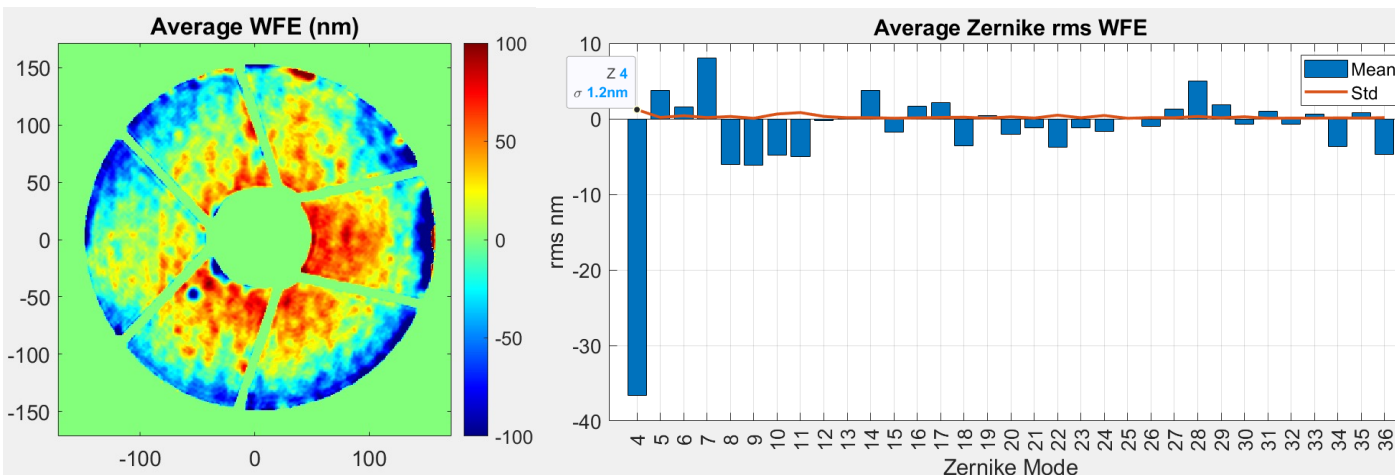 Average WFE (nm)
150
100
50
0
-50
-100
-150
-100
0
100
100
50
0
-50
-100
Average Zernike rms WFE
10
0
-10
-20
-30
-40
rms nm
Z 4
σ 1.2nm
Mean
Std
4 5 6 7 8 9 10 11 12 13 14 15 16 17 18 19 20 21 22 23 24 25 26 27 28 29 30 31 32 33 34 35 36
Zernike Mode